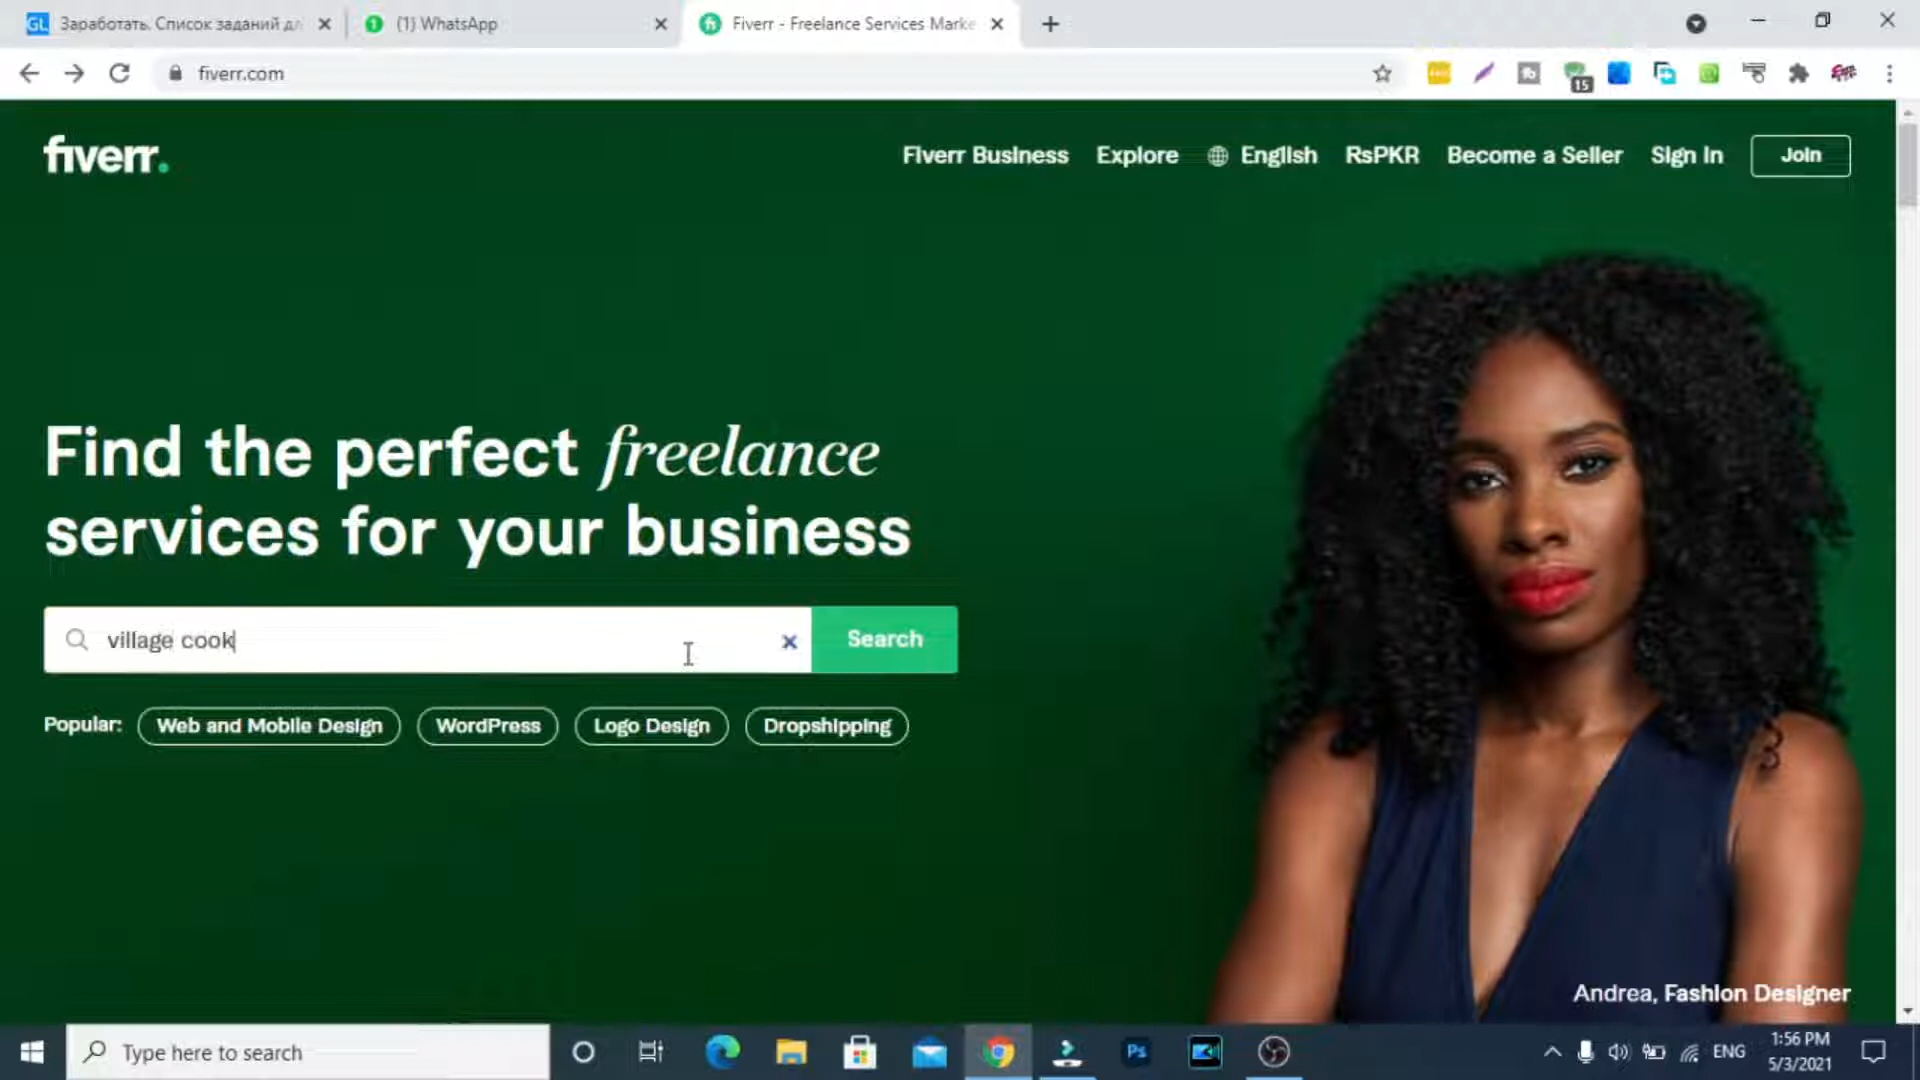 Заработать. Список заданий дл
(1) WhatsApp
Fiverr - Freelance Services Marke
fiverr.com
15
fiverr.
Fiverr Business
Explore
English
RsPKR
Become a Seller
Sign In
Join
Find the perfect freelance
services for your business
village cook
Search
Popular:
Web and Mobile Design
WordPress
Logo Design
Dropshipping
Andrea, Fashion Designer
Type here to search
Ps
ENG
1:56 PM
5/3/2021